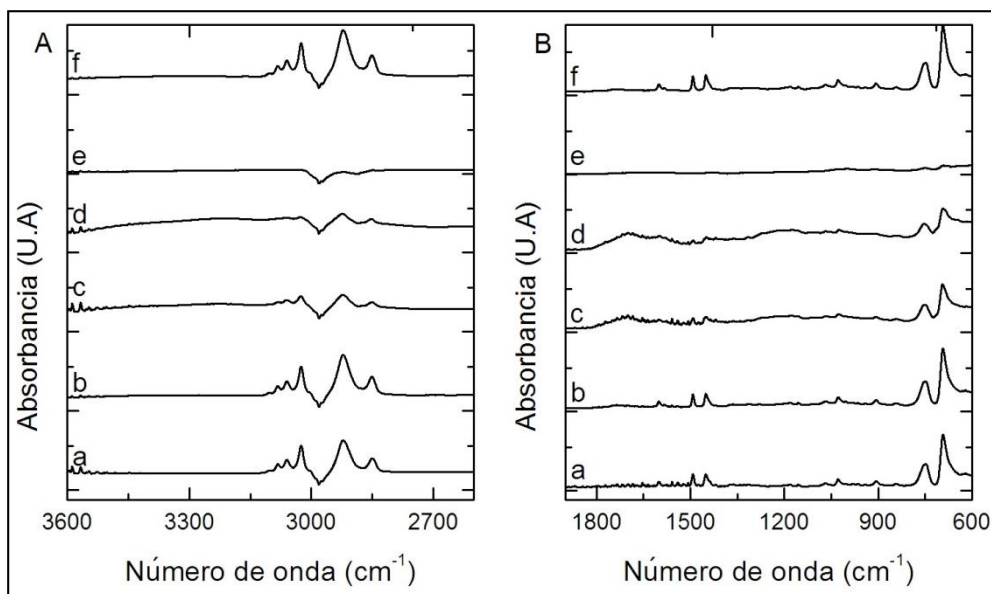 A
f
e
d
c
b
a
Absorbancia (U.A)
3600
3300
3000
2700
Número de onda (cm-1)
B
f
e
d
c
b
a
Absorbancia (U.A)
1800
1500
1200
900
600
Número de onda (cm-1)